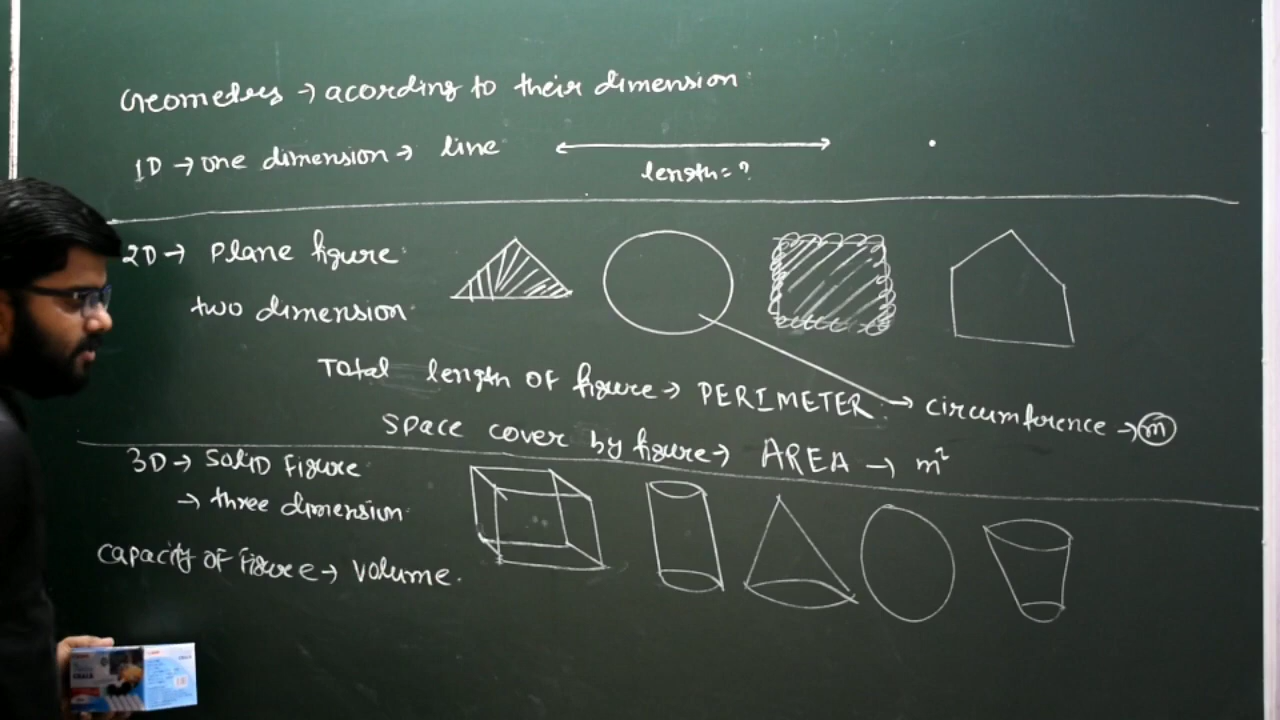 Geometry → acording to their dimension
1D → one dimension → line
length = ?
2D → Plane figure
two dimension
Total length of figure → PERIMETER → circumference → m
Space cover by figure → AREA → m²
3D → Solid Figure
→ three dimension
capacity of Figure → Volume.